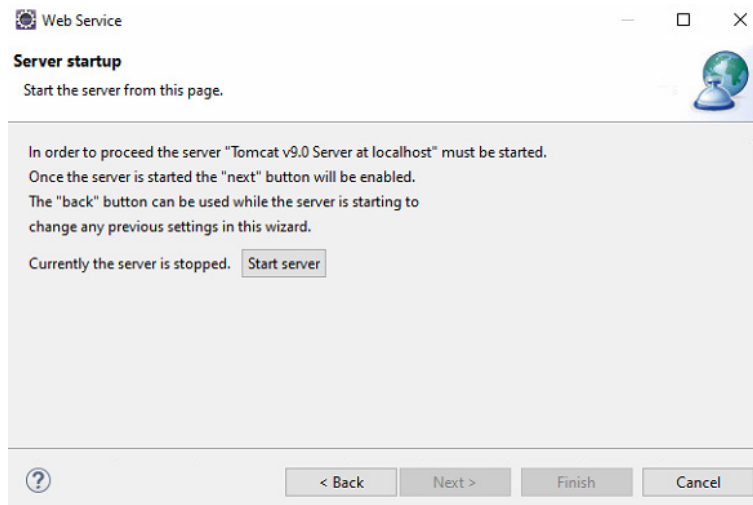 Web Service
Server startup
Start the server from this page.
In order to proceed the server "Tomcat v9.0 Server at localhost" must be started.
Once the server is started the "next" button will be enabled.
The "back" button can be used while the server is starting to
change any previous settings in this wizard.
Currently the server is stopped. Start server
? < Back Next > Finish Cancel